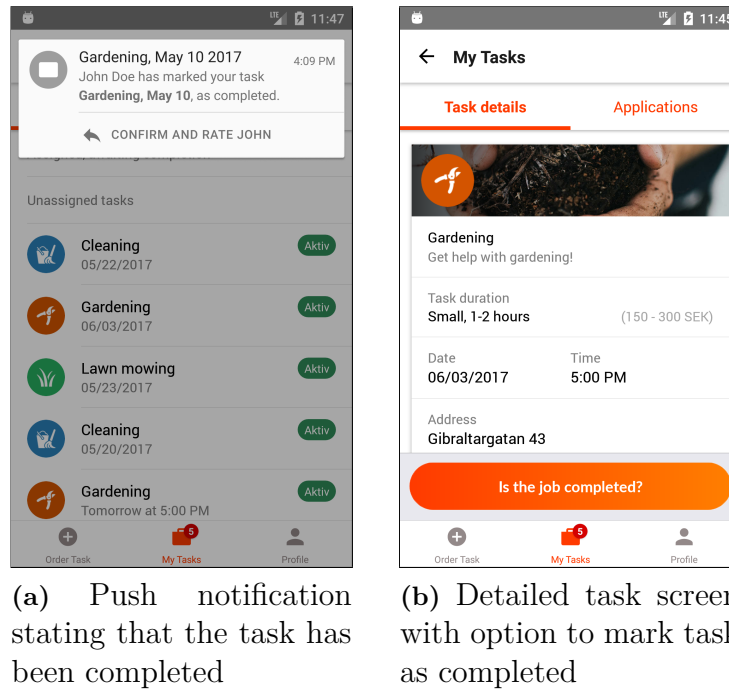 LTE 11:47
Gardening, May 10 2017 4:09 PM
John Doe has marked your task
Gardening, May 10, as completed.
CONFIRM AND RATE JOHN
Unassigned tasks
Cleaning Aktiv
05/22/2017
Gardening Aktiv
06/03/2017
Lawn mowing Aktiv
05/23/2017
Cleaning Aktiv
05/20/2017
Gardening Aktiv
Tomorrow at 5:00 PM
5
Order Task My Tasks Profile
(a) Push notification
stating that the task has
been completed
LTE 11:45
My Tasks
Task details Applications
Gardening
Get help with gardening!
Task duration
Small, 1-2 hours (150 - 300 SEK)
Date Time
06/03/2017 5:00 PM
Address
Gibraltargatan 43
Is the job completed?
5
Order Task My Tasks Profile
(b) Detailed task screen
with option to mark task
as completed